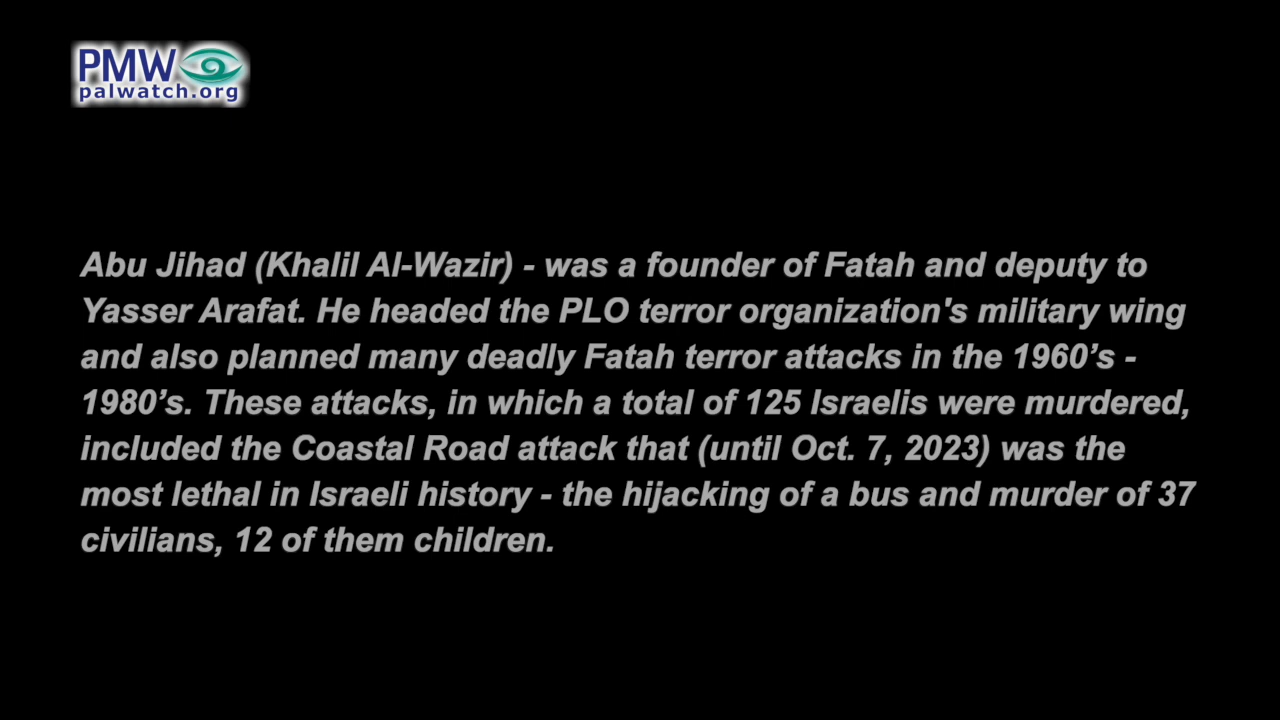 PMW
palwatch.org
Abu Jihad (Khalil Al-Wazir) - was a founder of Fatah and deputy to
Yasser Arafat. He headed the PLO terror organization's military wing
and also planned many deadly Fatah terror attacks in the 1960’s -
1980’s. These attacks, in which a total of 125 Israelis were murdered,
included the Coastal Road attack that (until Oct. 7, 2023) was the
most lethal in Israeli history - the hijacking of a bus and murder of 37
civilians, 12 of them children.